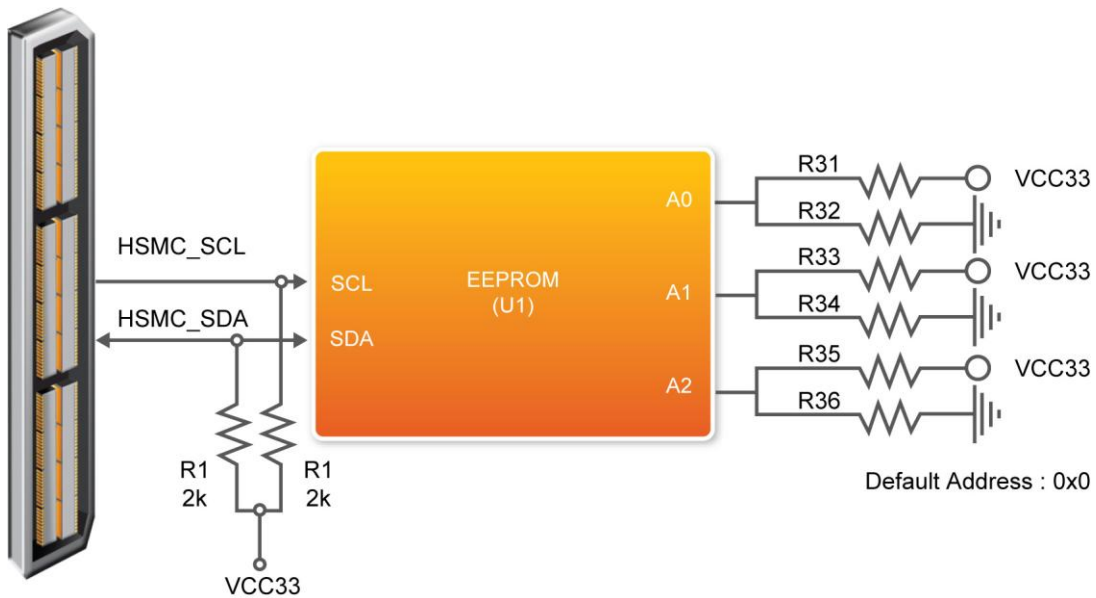 HSMC_SCL
HSMC_SDA
SCL
SDA
EEPROM
(U1)
A0
A1
A2
R31
VCC33
R32
R33
VCC33
R34
R35
VCC33
R36
R1
2k
R1
2k
VCC33
Default Address : 0x0